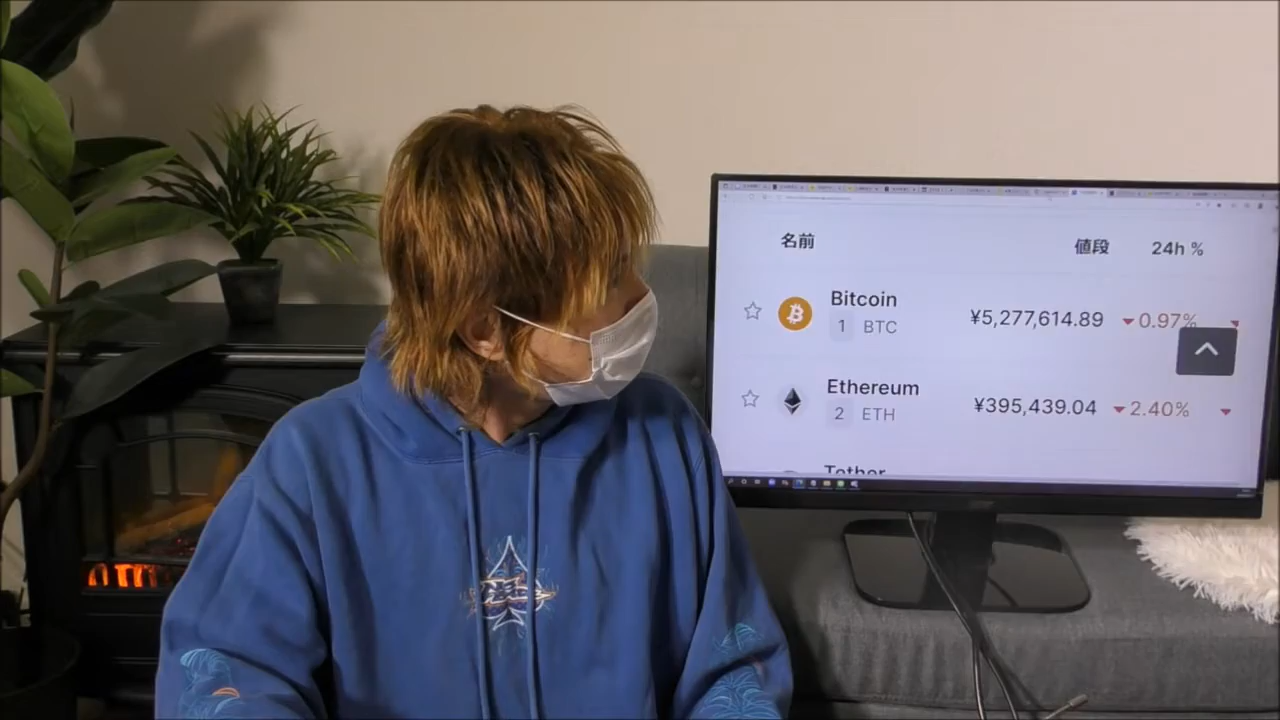 名前 値段 24h %
Bitcoin
1 BTC ¥5,277,614.89 0.97%
Ethereum
2 ETH ¥395,439.04 2.40%
Tether